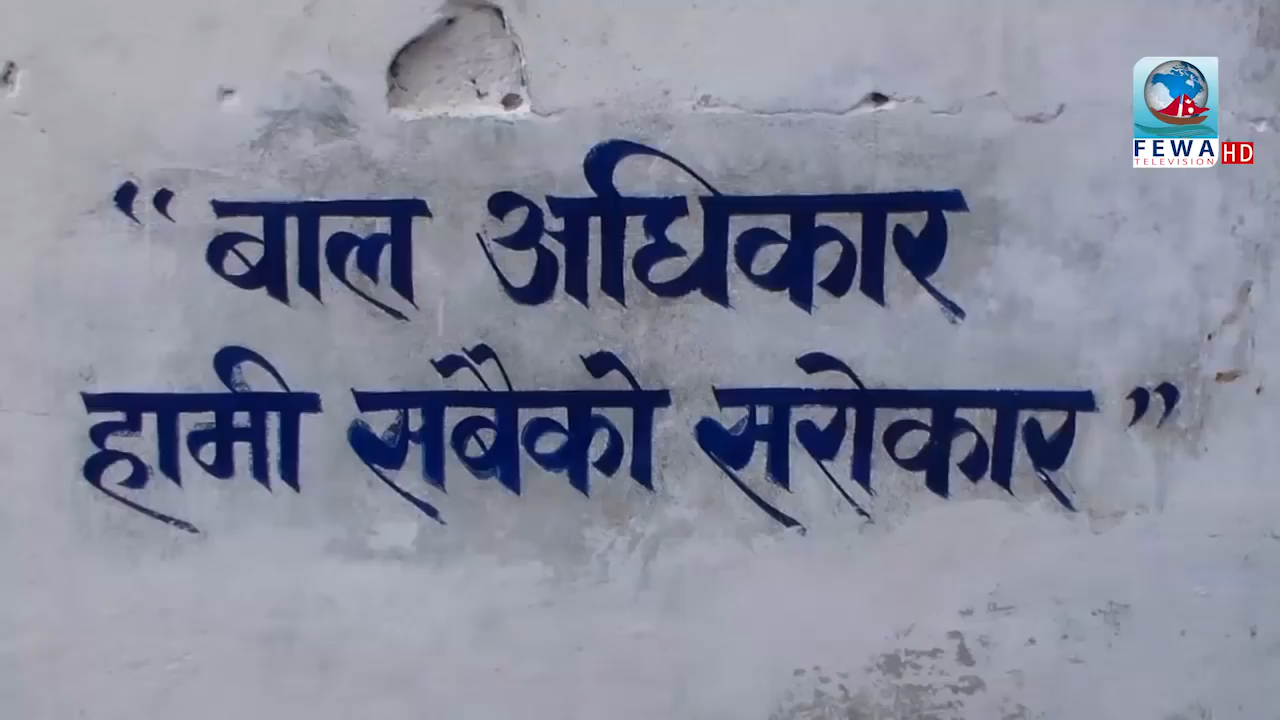 FEWA
TELEVISION HD
“बाल अधिकार
हामी सबैको सरोकार”